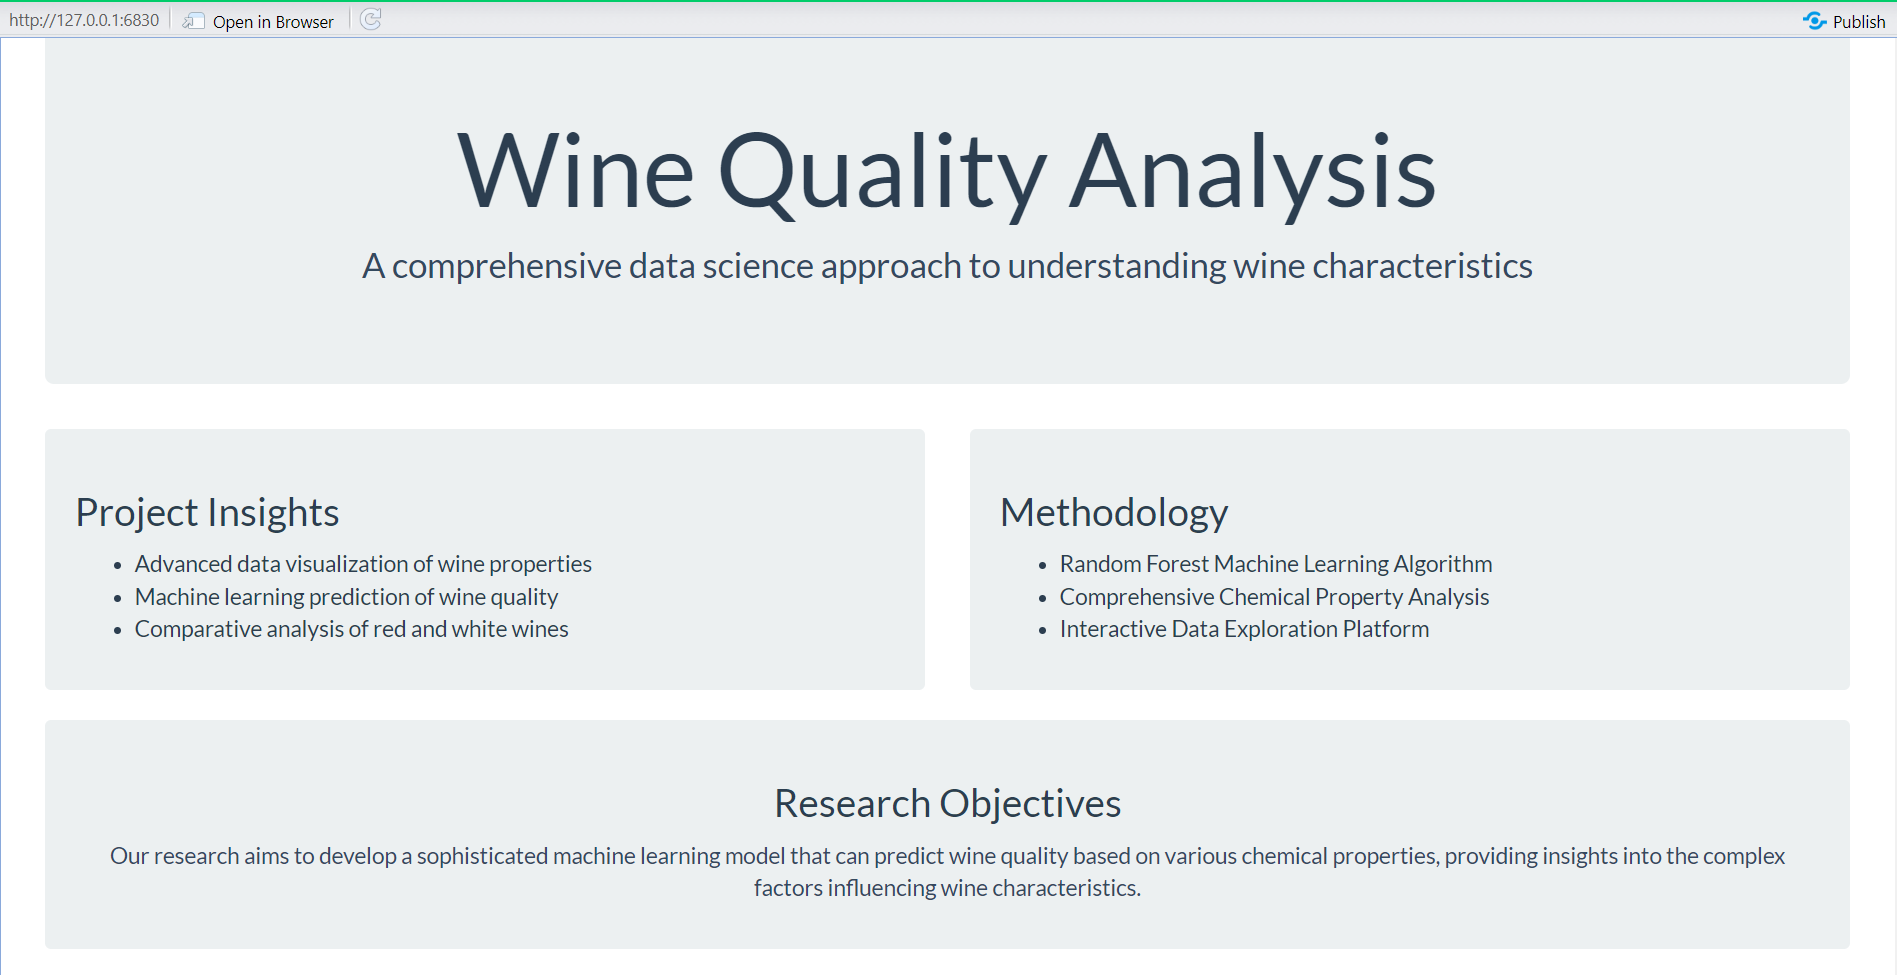 http://127.0.0.1:6830 Open in Browser Publish
Wine Quality Analysis
A comprehensive data science approach to understanding wine characteristics
Project Insights
• Advanced data visualization of wine properties
• Machine learning prediction of wine quality
• Comparative analysis of red and white wines
Methodology
• Random Forest Machine Learning Algorithm
• Comprehensive Chemical Property Analysis
• Interactive Data Exploration Platform
Research Objectives
Our research aims to develop a sophisticated machine learning model that can predict wine quality based on various chemical properties, providing insights into the complex
factors influencing wine characteristics.